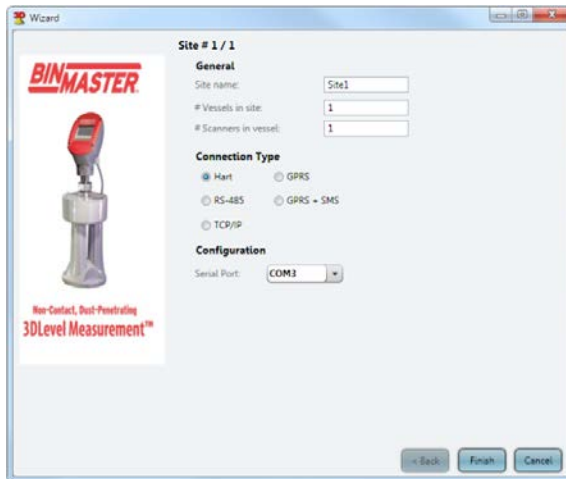 Wizard
Site # 1 / 1
General
Site name: Site1
# Vessels in site: 1
# Scanners in vessel: 1
Connection Type
Hart GPRS
RS-485 GPRS + SMS
TCP/IP
Configuration
Serial Port: COM3
BINMASTER
Non-Contact, Dust-Penetrating
3DLevel Measurement™
< Back Finish Cancel